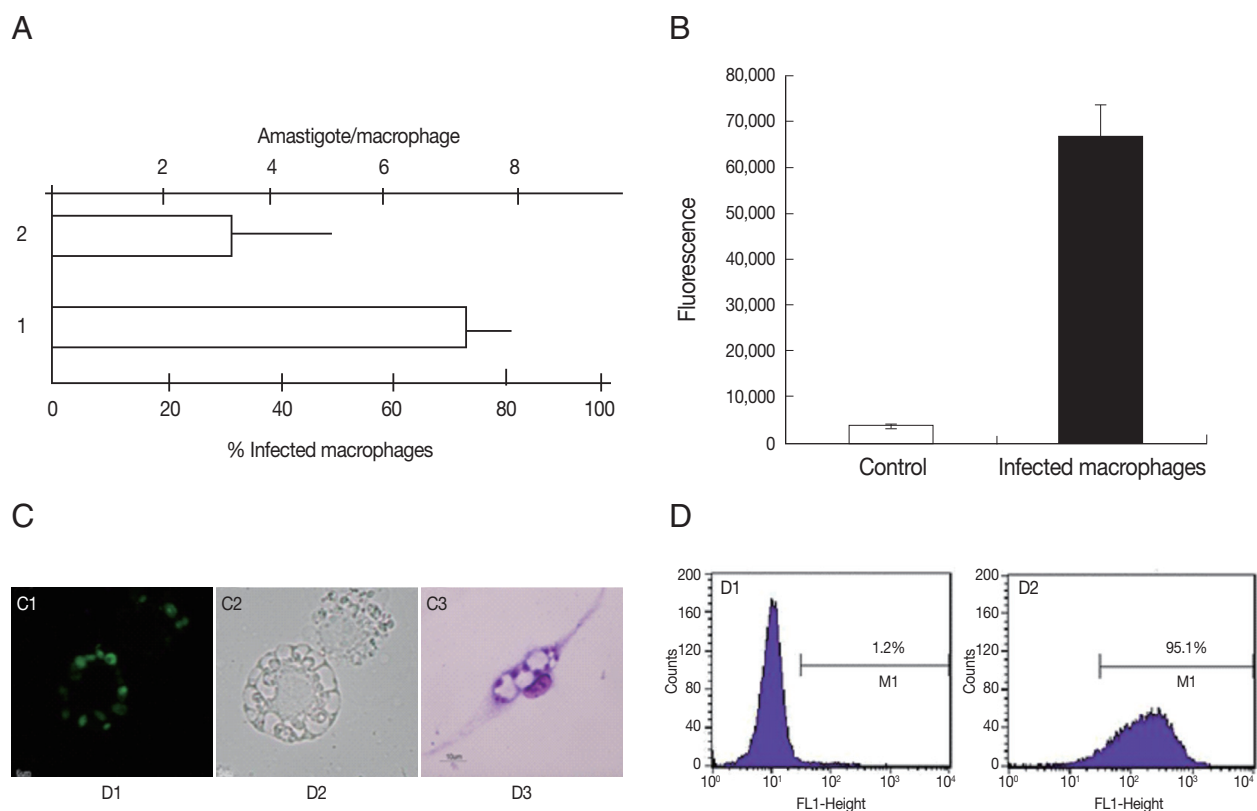 A
Amastigote/macrophage
2 4 6 8
2
1
0 20 40 60 80 100
% Infected macrophages
B
80,000
70,000
60,000
50,000
40,000
30,000
20,000
10,000
0
Fluorescence
Control Infected macrophages
C
C1 C2 C3
6μm
10μm
D1 D2 D3
D
D1
200
160
120
80
40
0
Counts
1.2%
M1
10⁰ 10¹ 10² 10³ 10⁴
FL1-Height
D2
200
160
120
80
40
0
Counts
95.1%
M1
10⁰ 10¹ 10² 10³ 10⁴
FL1-Height